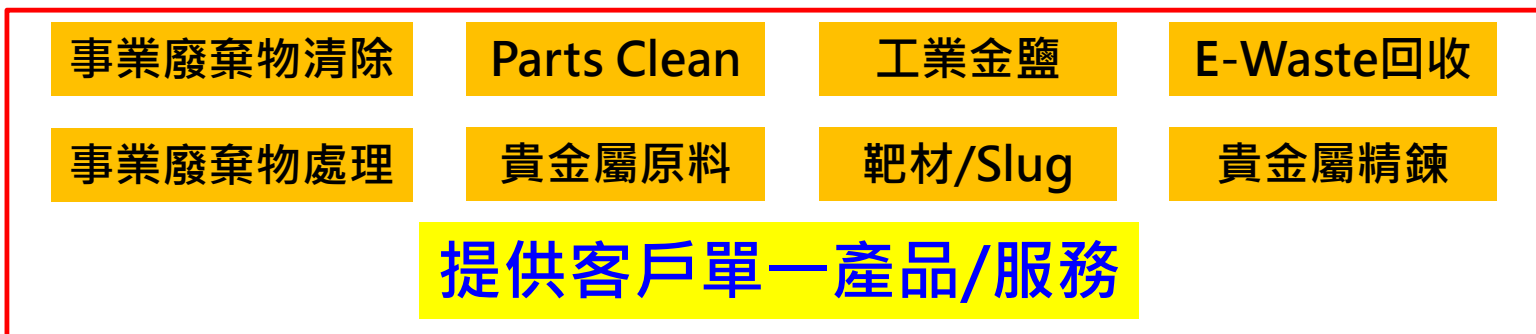 事業廢棄物清除 Parts Clean 工業金鹽 E-Waste回收
事業廢棄物處理 貴金屬原料 靶材/Slug 貴金屬精鍊
提供客戶單一產品/服務